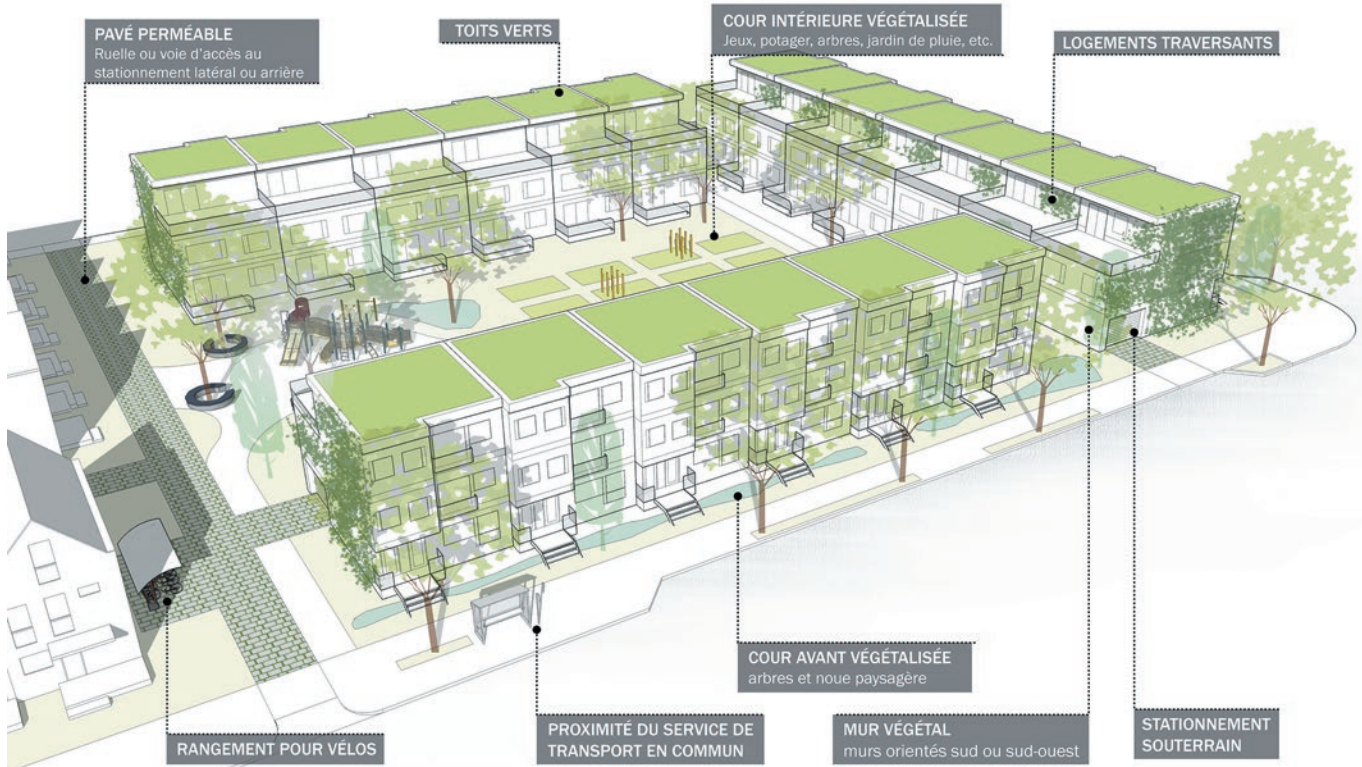 PAVÉ PERMÉABLE
Ruelle ou voie d'accès au
stationnement latéral ou arrière
TOITS VERTS
COUR INTÉRIEURE VÉGÉTALISÉE
Jeux, potager, arbres, jardin de pluie, etc.
LOGEMENTS TRAVERSANTS
COUR AVANT VÉGÉTALISÉE
arbres et noue paysagère
RANGEMENT POUR VÉLOS
PROXIMITÉ DU SERVICE DE
TRANSPORT EN COMMUN
MUR VÉGÉTAL
murs orientés sud ou sud-ouest
STATIONNEMENT
SOUTERRAIN